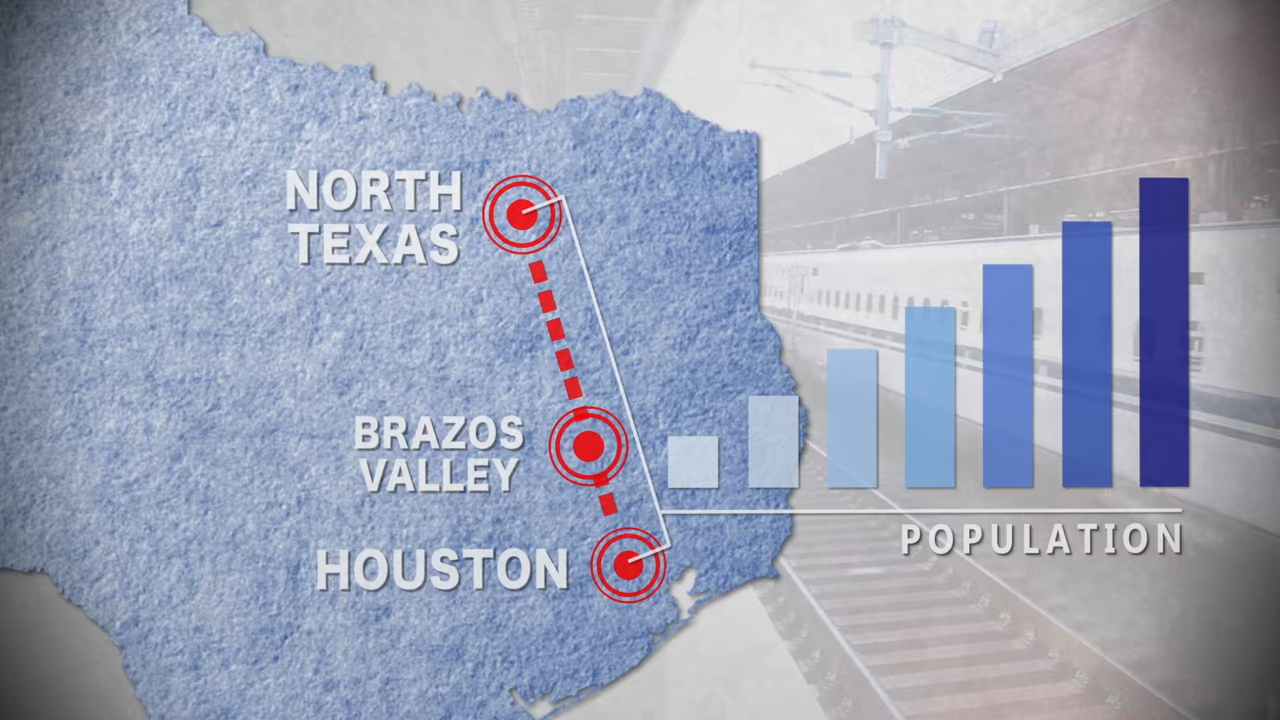 NORTH
TEXAS
BRAZOS
VALLEY
HOUSTON
POPULATION